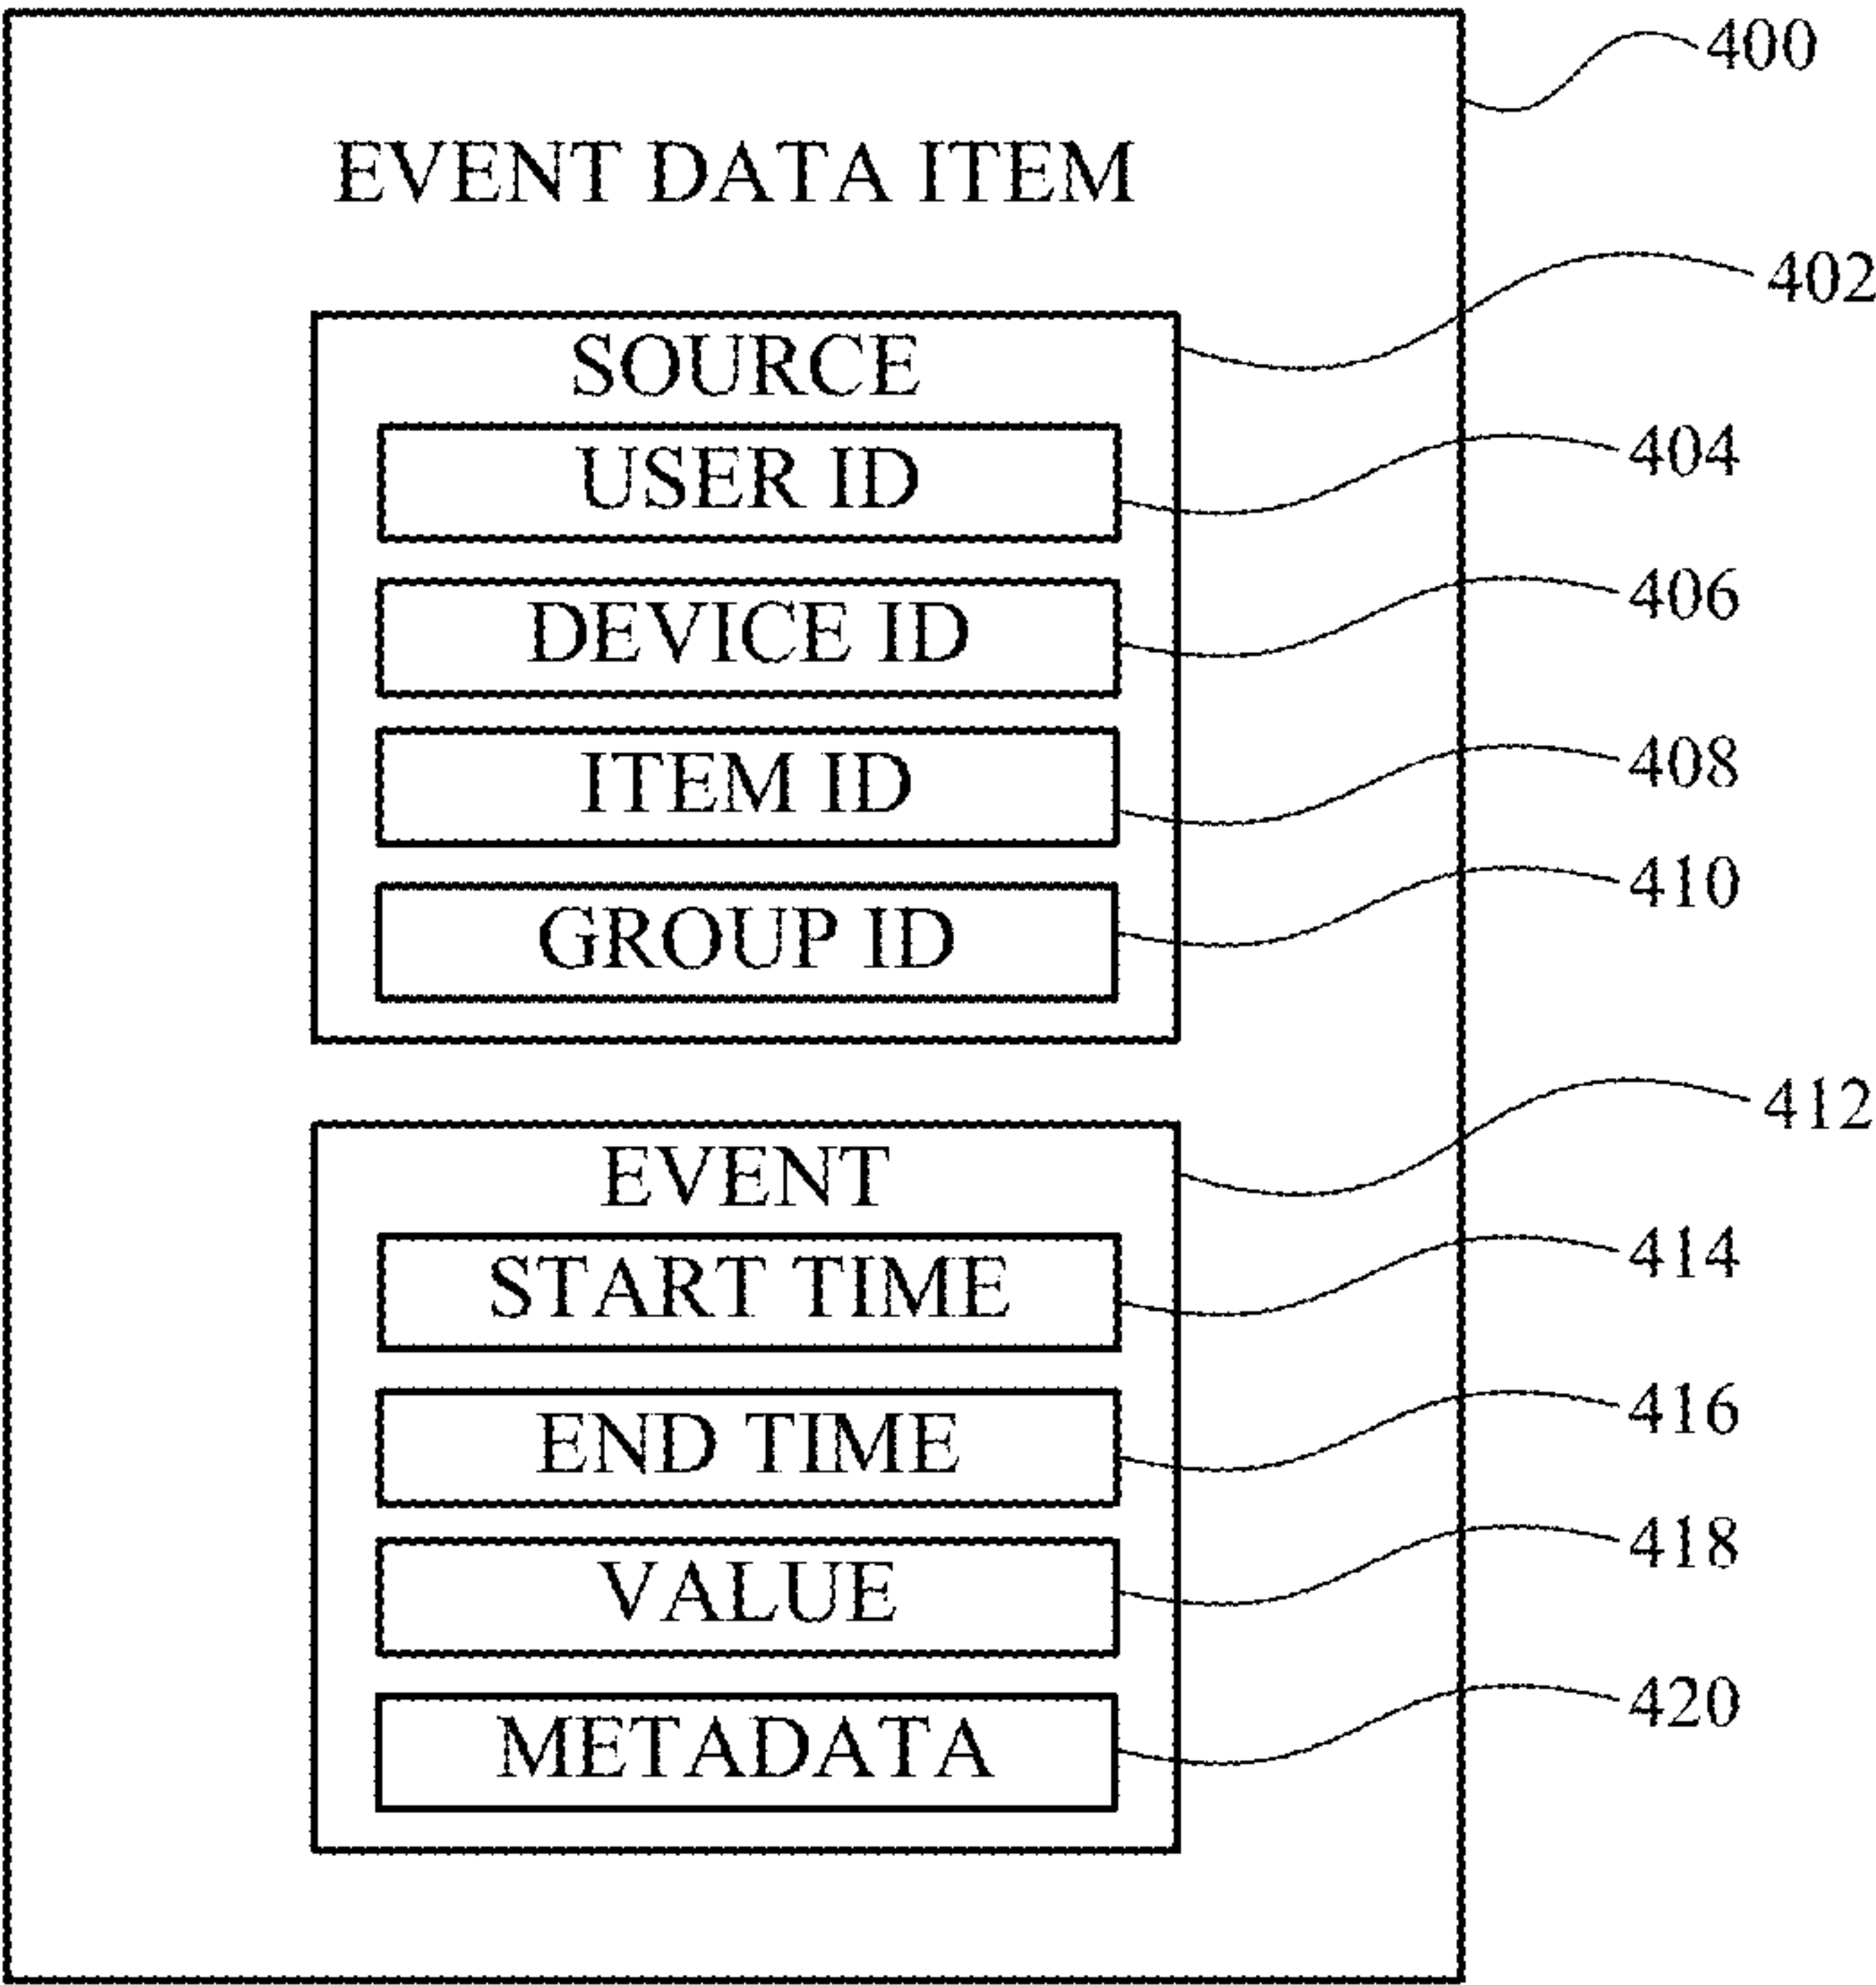 400
EVENT DATA ITEM
402
SOURCE
USER ID
404
DEVICE ID
406
ITEM ID
408
GROUP ID
410
412
EVENT
START TIME
414
END TIME
416
VALUE
418
METADATA
420